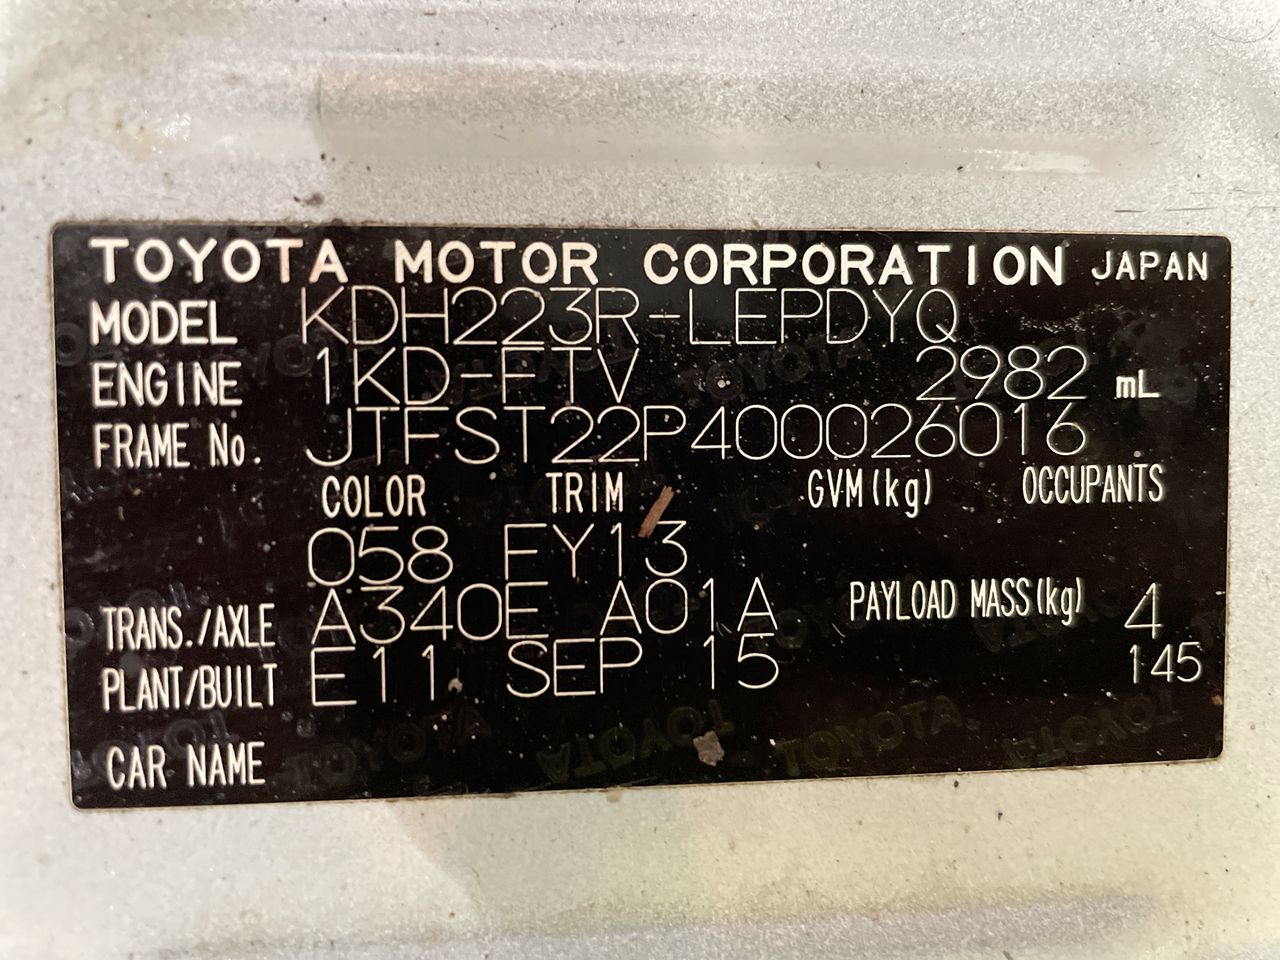 TOYOTA MOTOR CORPORATION JAPAN
MODEL KDH223R-LEPDYQ
ENGINE 1KD-FTV 2982 mL
FRAME No. JTFST22P400026016
COLOR TRIM GVM(kg) OCCUPANTS
058 EY13
TRANS./AXLE A340E A01A PAYLOAD MASS(kg) 4
PLANT/BUILT E11 SEP 15 145
CAR NAME